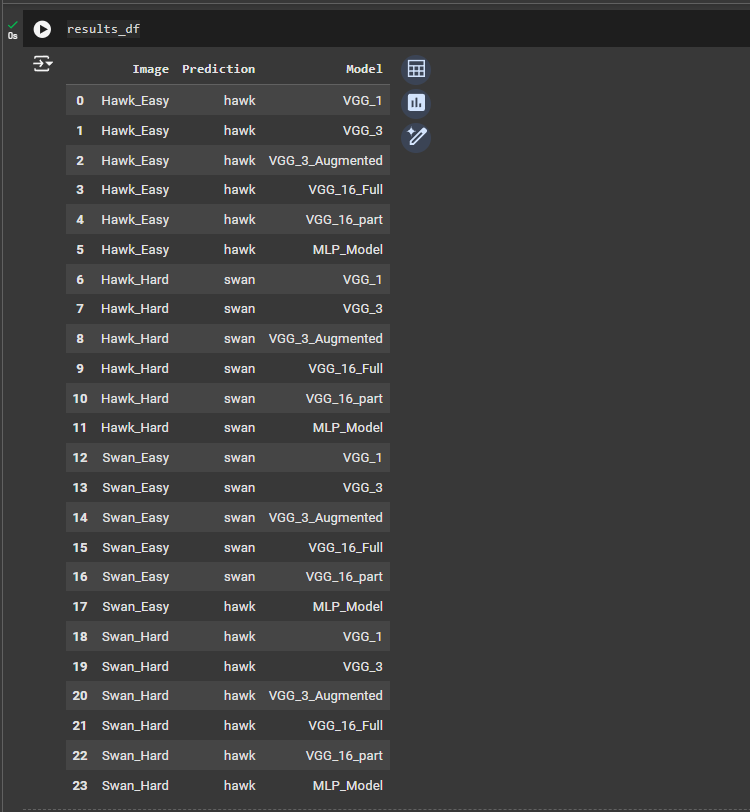 results_df
0s
Image Prediction Model
0 Hawk_Easy hawk VGG_1
1 Hawk_Easy hawk VGG_3
2 Hawk_Easy hawk VGG_3_Augmented
3 Hawk_Easy hawk VGG_16_Full
4 Hawk_Easy hawk VGG_16_part
5 Hawk_Easy hawk MLP_Model
6 Hawk_Hard swan VGG_1
7 Hawk_Hard swan VGG_3
8 Hawk_Hard swan VGG_3_Augmented
9 Hawk_Hard swan VGG_16_Full
10 Hawk_Hard swan VGG_16_part
11 Hawk_Hard swan MLP_Model
12 Swan_Easy swan VGG_1
13 Swan_Easy swan VGG_3
14 Swan_Easy swan VGG_3_Augmented
15 Swan_Easy swan VGG_16_Full
16 Swan_Easy swan VGG_16_part
17 Swan_Easy hawk MLP_Model
18 Swan_Hard hawk VGG_1
19 Swan_Hard hawk VGG_3
20 Swan_Hard hawk VGG_3_Augmented
21 Swan_Hard hawk VGG_16_Full
22 Swan_Hard hawk VGG_16_part
23 Swan_Hard hawk MLP_Model